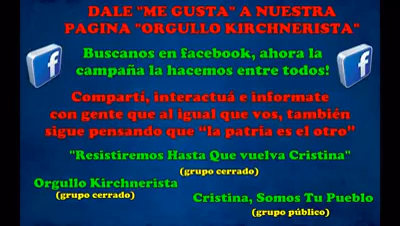 DALE "ME GUSTA" A NUESTRA
PAGINA "ORGULLO KIRCHNERISTA"
Buscanos en facebook, ahora la
campaña la hacemos entre todos!
Compartí, interactuá e informate
con gente que al igual que vos, también
sigue pensando que “la patria es el otro”
"Resistiremos Hasta Que vuelva Cristina"
(grupo cerrado)
Orgullo Kirchnerista
(grupo cerrado)
Cristina, Somos Tu Pueblo
(grupo público)